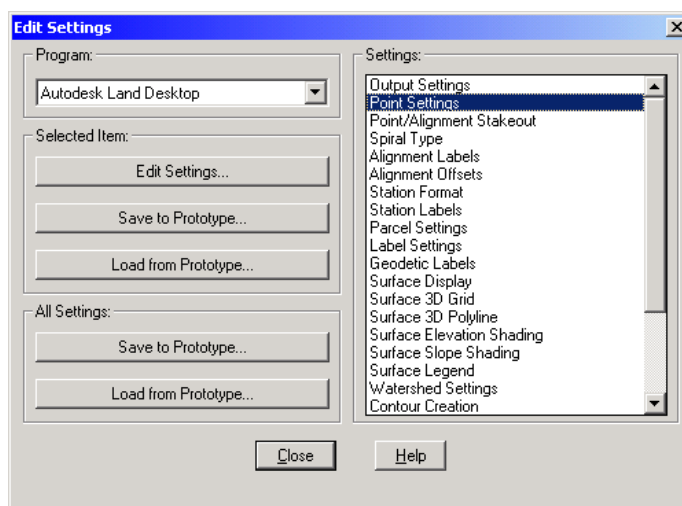 Edit Settings
Program:
Autodesk Land Desktop
Selected Item:
Edit Settings...
Save to Prototype...
Load from Prototype...
All Settings:
Save to Prototype...
Load from Prototype...
Settings:
Output Settings
Point Settings
Point/Alignment Stakeout
Spiral Type
Alignment Labels
Alignment Offsets
Station Format
Station Labels
Parcel Settings
Label Settings
Geodetic Labels
Surface Display
Surface 3D Grid
Surface 3D Polyline
Surface Elevation Shading
Surface Slope Shading
Surface Legend
Watershed Settings
Contour Creation
Close
Help